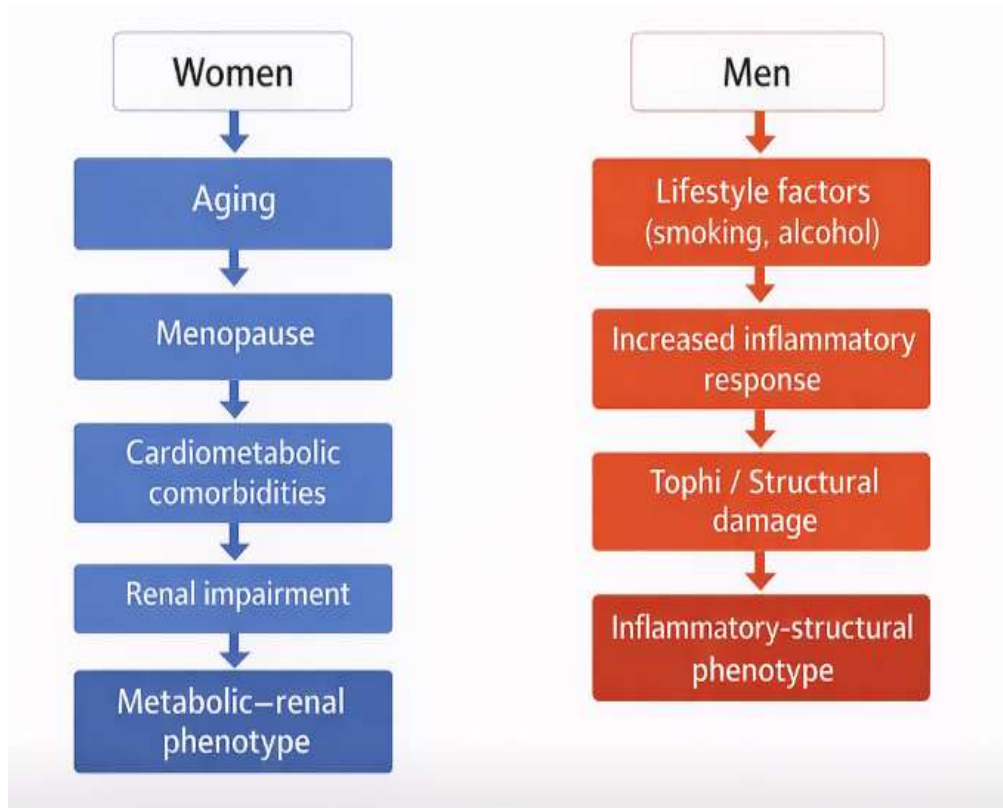 Women
Aging
Menopause
Cardiometabolic
comorbidities
Renal impairment
Metabolic–renal
phenotype
Men
Lifestyle factors
(smoking, alcohol)
Increased inflammatory
response
Tophi / Structural
damage
Inflammatory-structural
phenotype